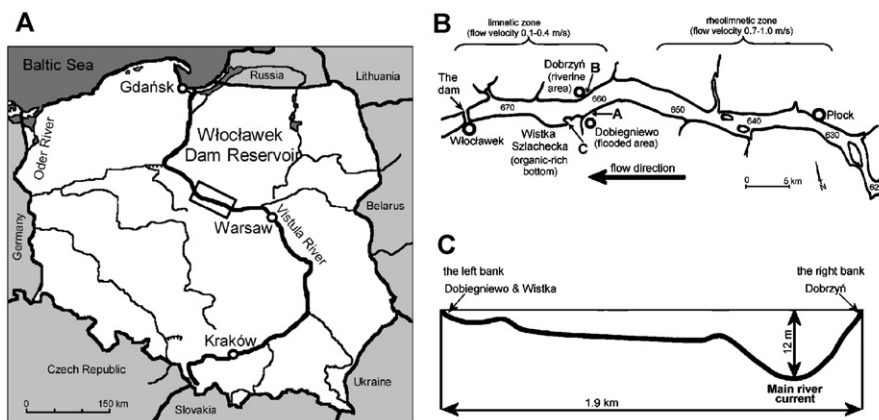 A
Baltic Sea
Gdańsk
Russia
Lithuania
Włocławek
Dam Reservoir
Oder River
Germany
Belarus
Warsaw
Vistula River
Kraków
Czech Republic
Ukraine
Slovakia
0 150 km
B
limnetic zone
(flow velocity 0.1-0.4 m/s)
rheolimnetic zone
(flow velocity 0.7-1.0 m/s)
Dobrzyń
(riverine
area)
B
The
dam
670
660
650
640
630
62
Płock
A
Włocławek
Wistka
Szlachecka
(organic-rich
bottom)
C
Dobiegniewo
(flooded area)
flow direction
0 5 km
N
C
the left bank
Dobiegniewo & Wistka
the right bank
Dobrzyń
12 m
Main river
current
1.9 km